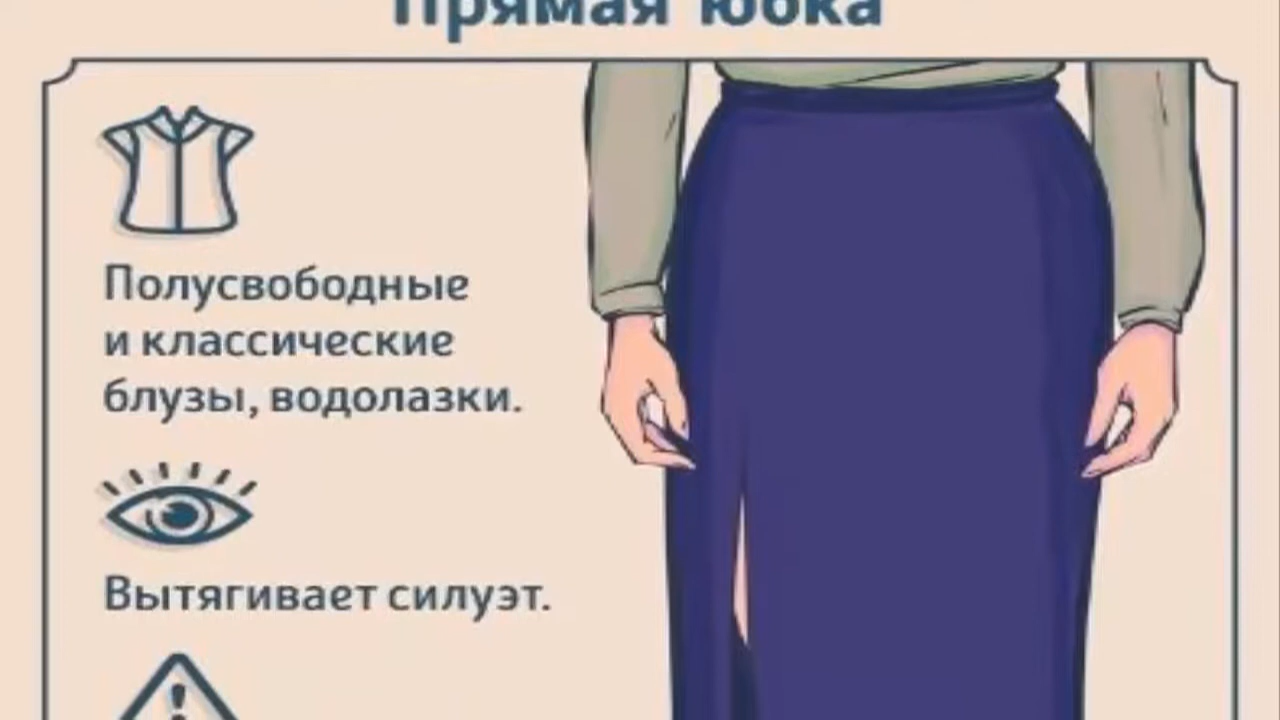 Прямая юбка
Полусвободные
и классические
блузы, водолазки.
Вытягивает силуэт.